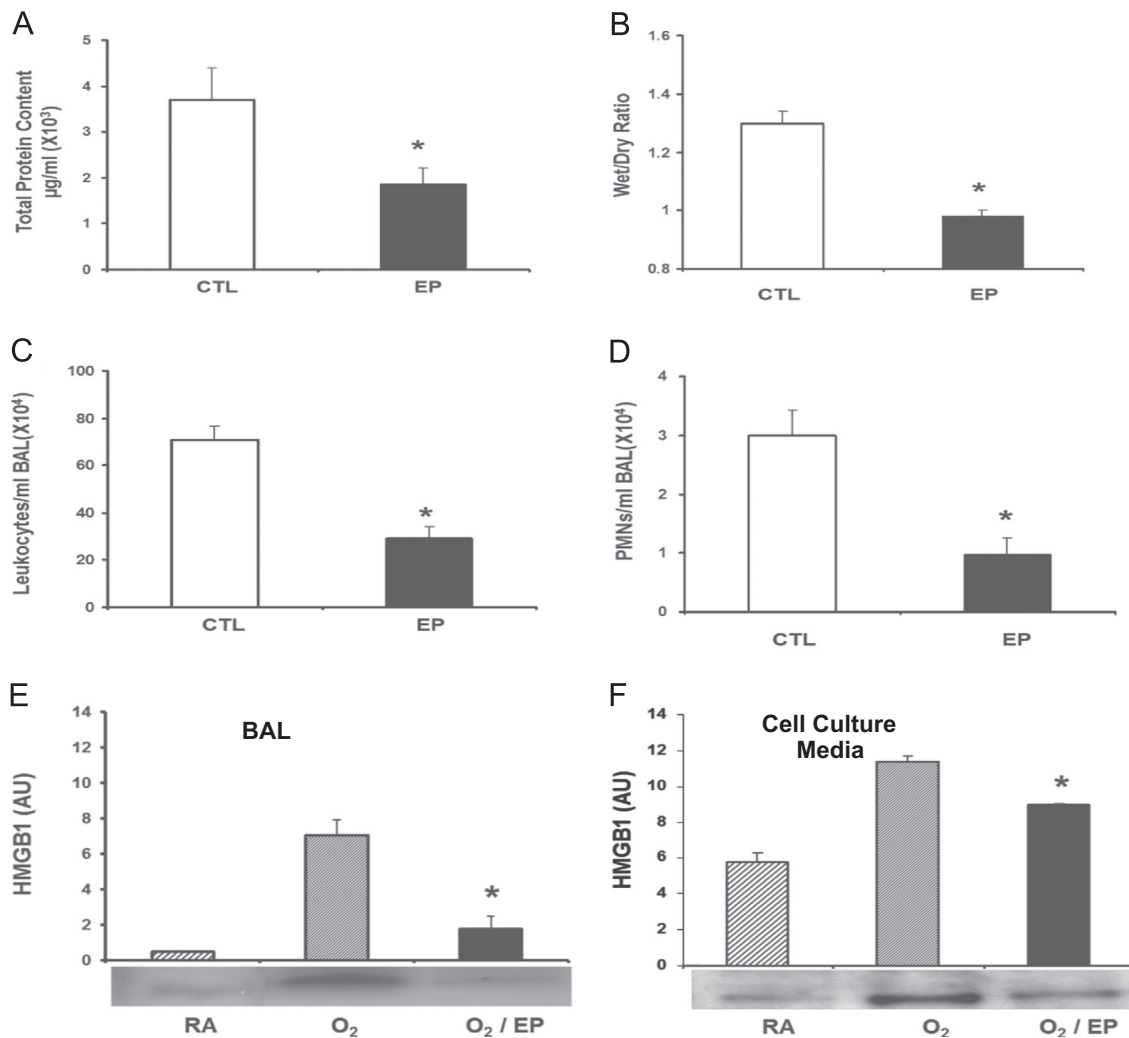 A
Total Protein Content
µg/ml (X10³)
5
4
3
2
1
0
*
CTL
EP
B
Wet/Dry Ratio
1.6
1.4
1.2
1
0.8
*
CTL
EP
C
Leukocytes/ml BAL(X10⁴)
100
80
60
40
20
0
*
CTL
EP
D
PMNs/ml BAL(X10⁴)
4
3
2
1
0
*
CTL
EP
E
BAL
HMGB1 (AU)
14
12
10
8
6
4
2
0
*
RA
O₂
O₂ / EP
F
Cell Culture
Media
HMGB1 (AU)
14
12
10
8
6
4
2
0
*
RA
O₂
O₂ / EP